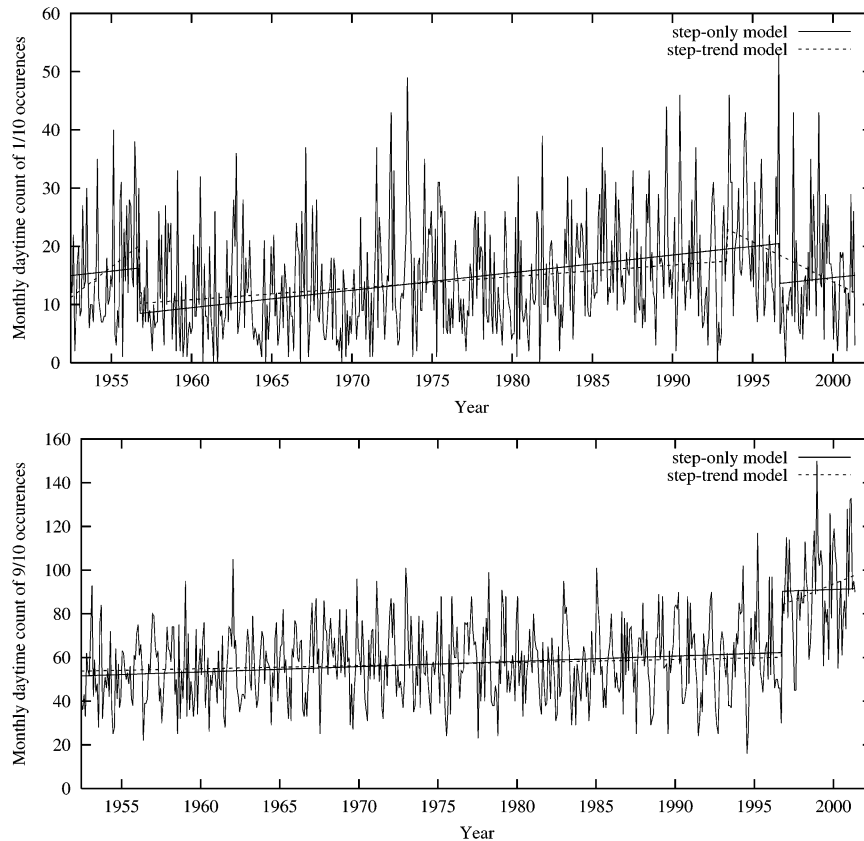 Monthly daytime count of 1/10 occurences
60
50
40
30
20
10
0
step-only model
step-trend model
1955 1960 1965 1970 1975 1980 1985 1990 1995 2000
Year
Monthly daytime count of 9/10 occurences
160
140
120
100
80
60
40
20
0
step-only model
step-trend model
1955 1960 1965 1970 1975 1980 1985 1990 1995 2000
Year